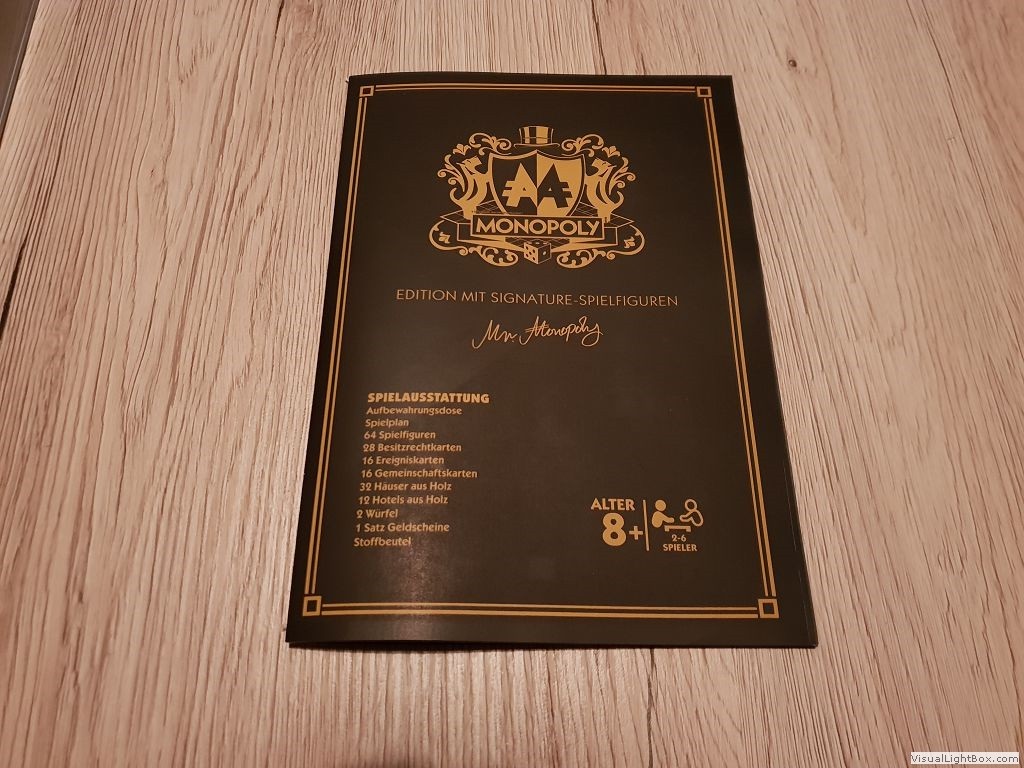 MONOPOLY
EDITION MIT SIGNATURE-SPIELFIGUREN
Mr. Monopoly
SPIELAUSSTATTUNG
Aufbewahrungsdose
Spielplan
64 Spielfiguren
28 Besitzrechtkarten
16 Ereigniskarten
16 Gemeinschaftskarten
32 Häuser aus Holz
12 Hotels aus Holz
2 Würfel
1 Satz Geldscheine
Stoffbeutel
ALTER
8+
2-6
SPIELER
VisualLightBox.com